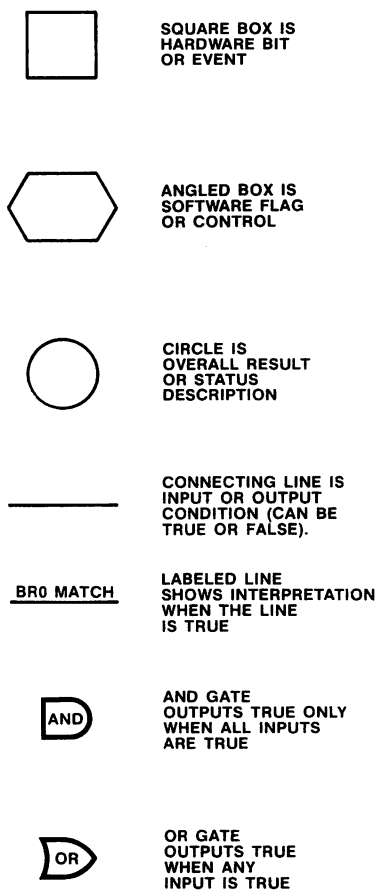 SQUARE BOX IS
HARDWARE BIT
OR EVENT
ANGLED BOX IS
SOFTWARE FLAG
OR CONTROL
CIRCLE IS
OVERALL RESULT
OR STATUS
DESCRIPTION
CONNECTING LINE IS
INPUT OR OUTPUT
CONDITION (CAN BE
TRUE OR FALSE).
BR0 MATCH
LABELED LINE
SHOWS INTERPRETATION
WHEN THE LINE
IS TRUE
AND
AND GATE
OUTPUTS TRUE ONLY
WHEN ALL INPUTS
ARE TRUE
OR
OR GATE
OUTPUTS TRUE
WHEN ANY
INPUT IS TRUE